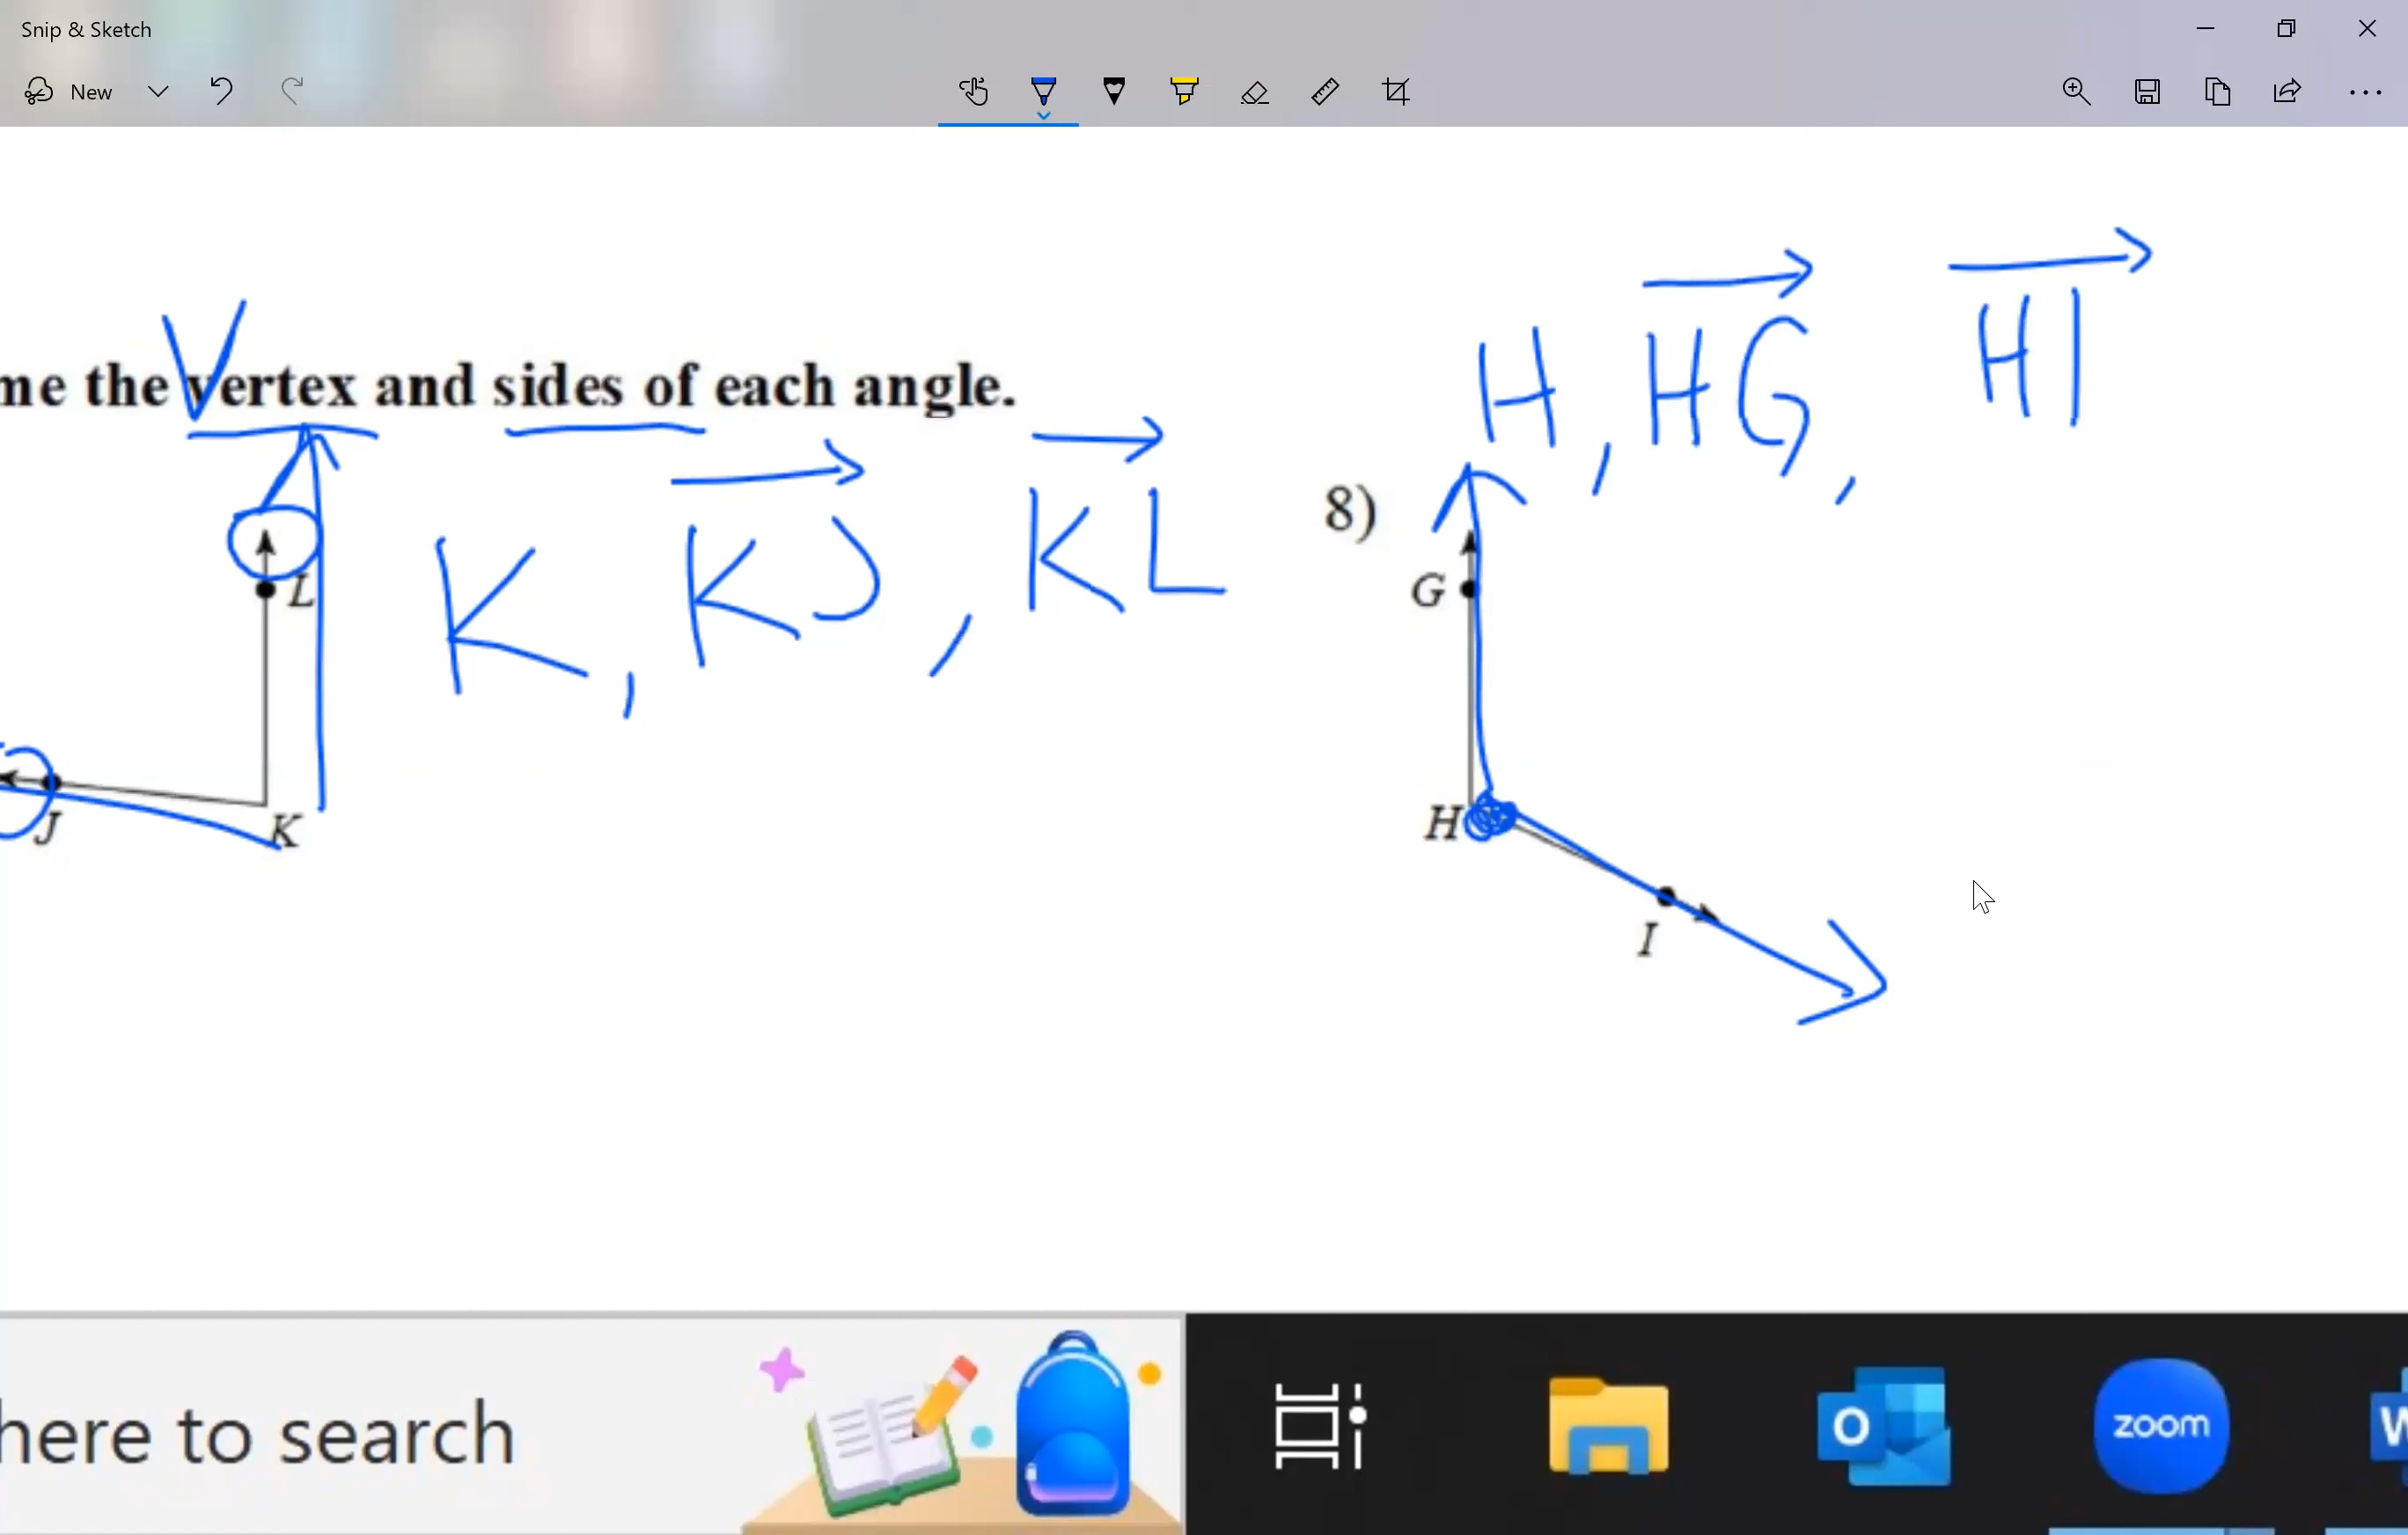 Snip & Sketch
New
V
me the vertex and sides of each angle.
K, KJ, KL
L
J
K
H, HG, HI
8)
G
H
I
here to search
O
zoom
W